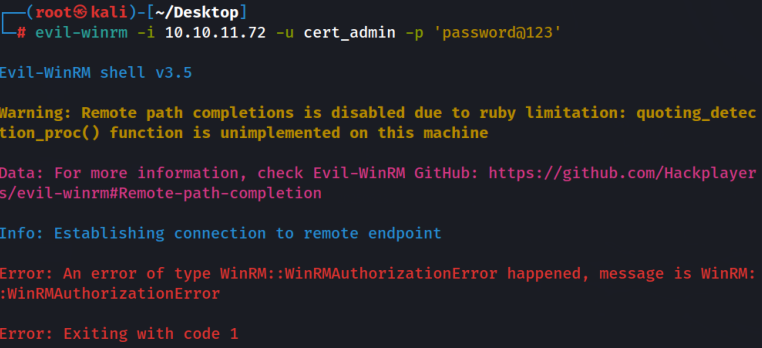 ┌──(root㉿kali)-[~/Desktop]
└─# evil-winrm -i 10.10.11.72 -u cert_admin -p 'password@123'
Evil-WinRM shell v3.5
Warning: Remote path completions is disabled due to ruby limitation: quoting_detec
tion_proc() function is unimplemented on this machine
Data: For more information, check Evil-WinRM GitHub: https://github.com/Hackplayer
s/evil-winrm#Remote-path-completion
Info: Establishing connection to remote endpoint
Error: An error of type WinRM::WinRMAuthorizationError happened, message is WinRM:
:WinRMAuthorizationError
Error: Exiting with code 1